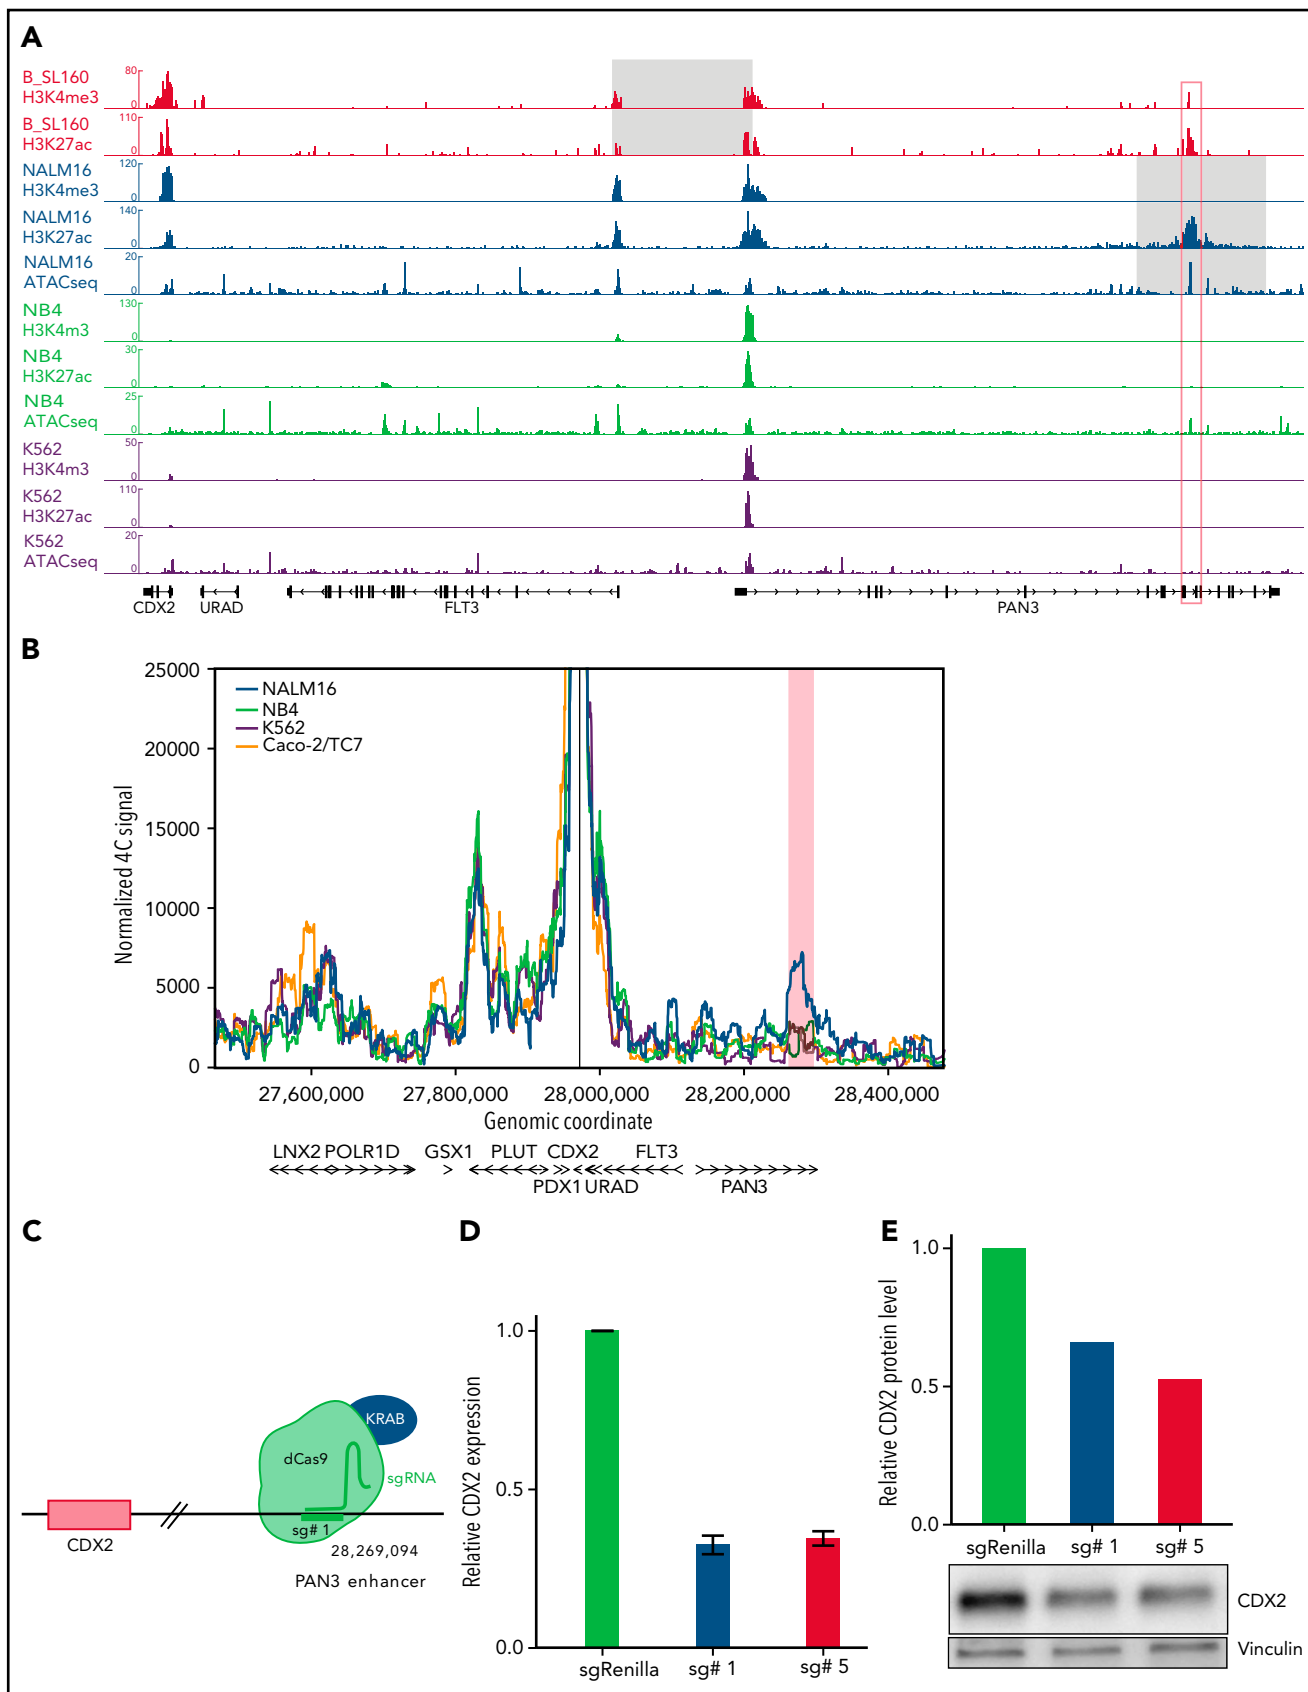 A
B_SL160
H3K4me3
80
0
B_SL160
H3K27ac
110
0
NALM16
H3K4me3
120
0
NALM16
H3K27ac
140
0
NALM16
ATACseq
20
0
NB4
H3K4m3
130
0
NB4
H3K27ac
30
0
NB4
ATACseq
25
0
K562
H3K4m3
50
0
K562
H3K27ac
110
0
K562
ATACseq
20
0
CDX2 URAD FLT3 PAN3
B
25000
20000
15000
10000
5000
0
Normalized 4C signal
NALM16
NB4
K562
Caco-2/TC7
27,600,000 27,800,000 28,000,000 28,200,000 28,400,000
Genomic coordinate
LNX2 POLR1D GSX1 PLUT CDX2 FLT3
PDX1 URAD PAN3
C
KRAB
dCas9
sgRNA
sg# 1
CDX2
28,269,094
PAN3 enhancer
D
Relative CDX2 expression
1.0
0.5
0.0
sgRenilla sg# 1 sg# 5
E
Relative CDX2 protein level
1.0
0.5
0.0
sgRenilla sg# 1 sg# 5
CDX2
Vinculin